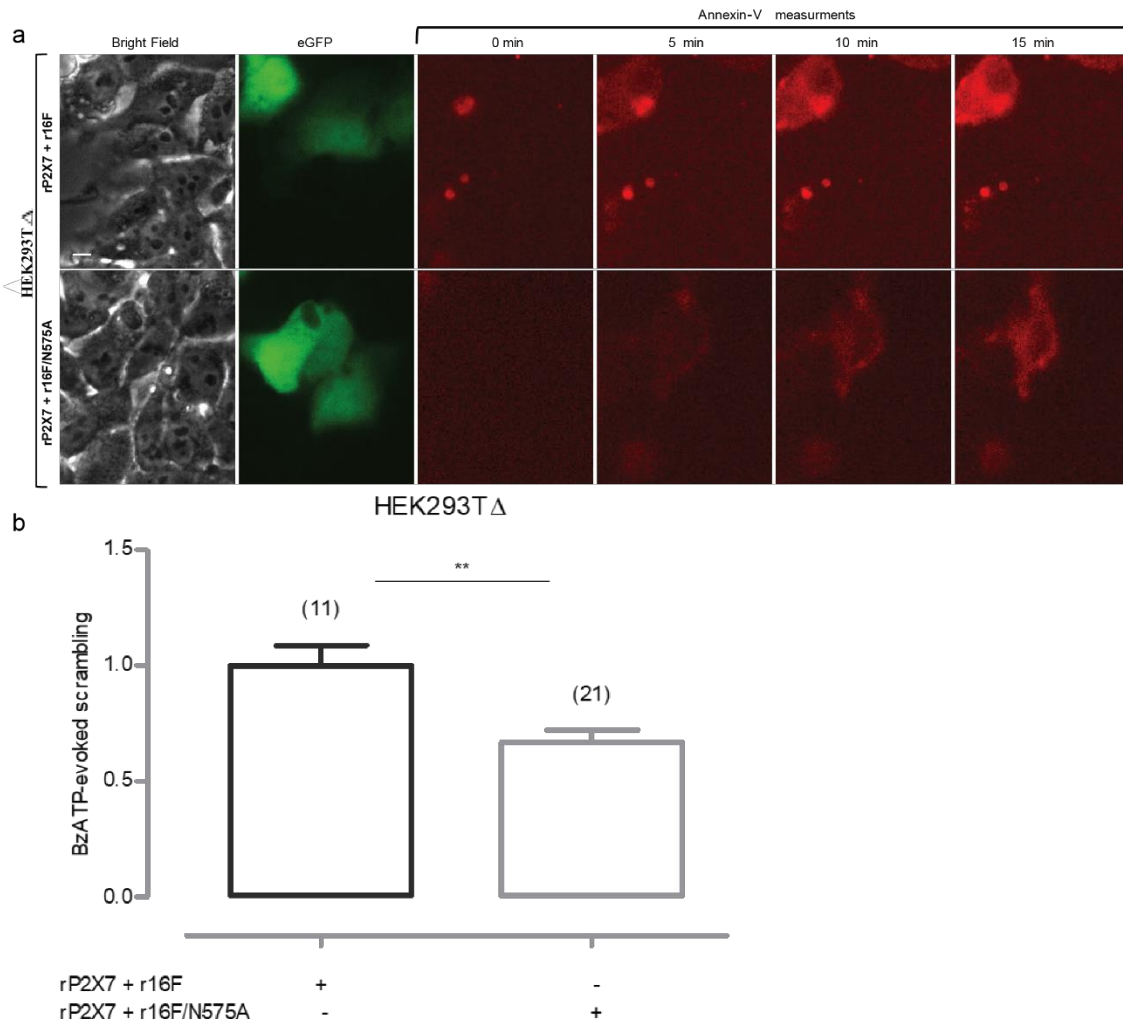 Annexin-V measurments
a
Bright Field eGFP 0 min 5 min 10 min 15 min
HEK293TΔ
rP2X7 + r16F
rP2X7 + r16F/N575A
HEK293TΔ
b
BzATP-evoked scrambling
1.5
**
(11)
1.0
(21)
0.5
0.0
rP2X7 + r16F + -
rP2X7 + r16F/N575A - +